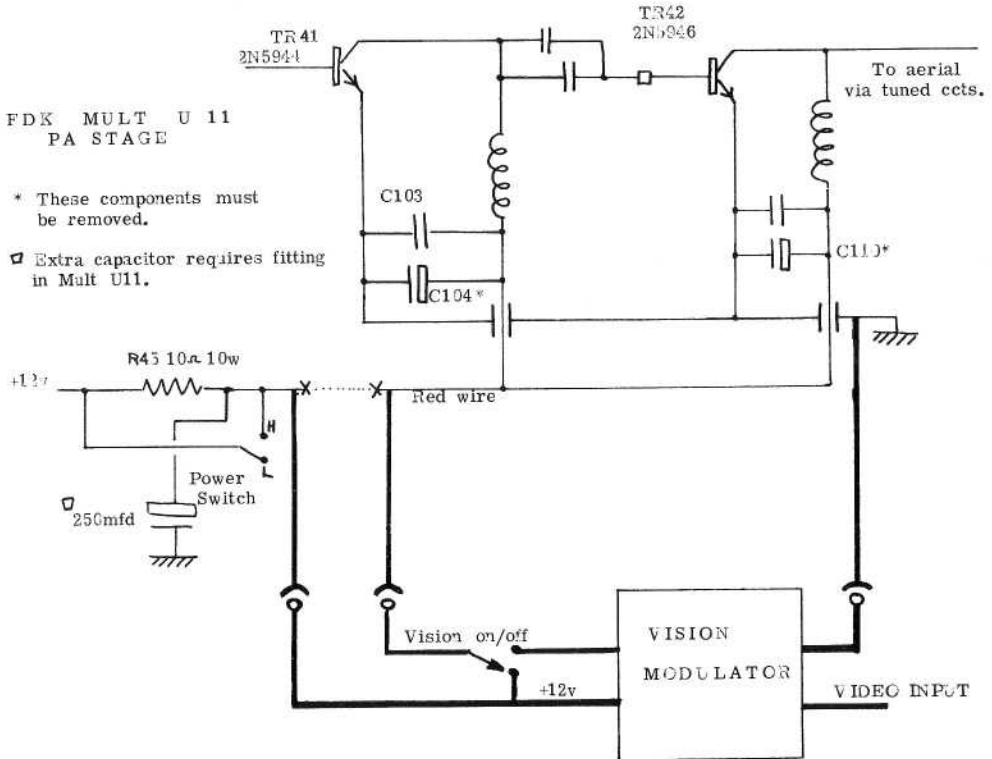 TR41
2N5944
TR42
2N5946
To aerial
via tuned ccts.
FDK MULT U 11
PA STAGE
* These components must
be removed.
Extra capacitor requires fitting
in Mult U11.
C103
C104*
C110*
R45 10Ω 10w
+12v
Red wire
H
L
Power
Switch
250mfd
Vision on/off
+12v
VISION
MODULATOR
VIDEO INPUT